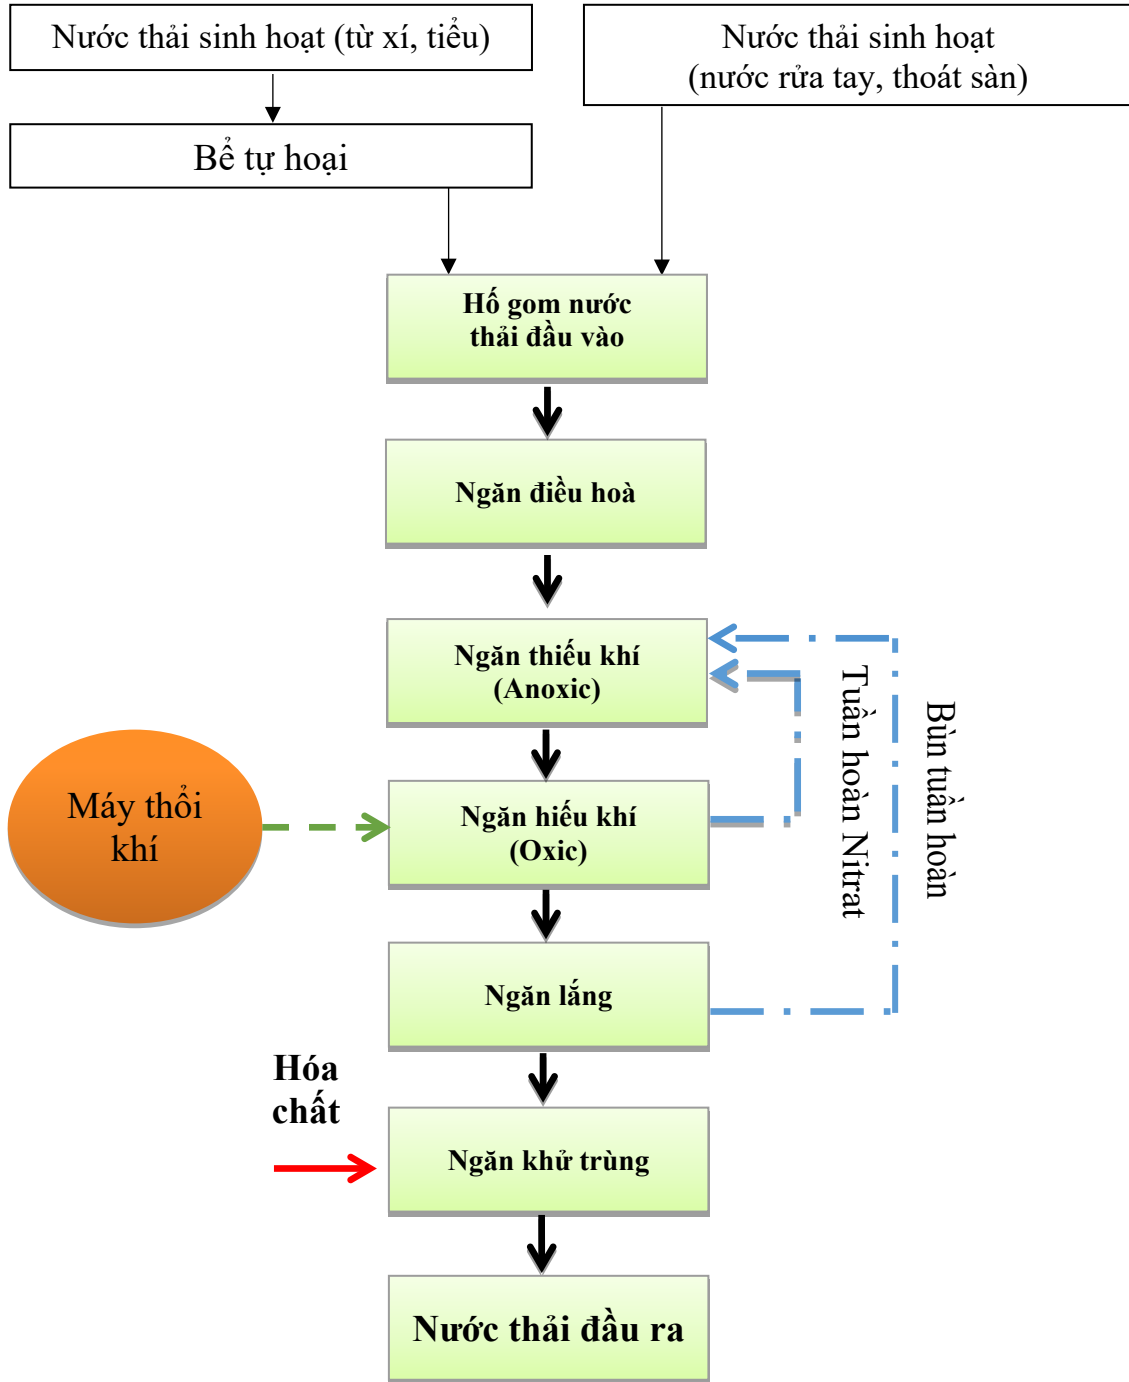 Nước thải sinh hoạt (từ xí, tiểu)
Nước thải sinh hoạt
(nước rửa tay, thoát sàn)
Bể tự hoại
Hố gom nước
thải đầu vào
Ngăn điều hoà
Ngăn thiếu khí
(Anoxic)
Tuần hoàn Nitrat
Bùn tuần hoàn
Máy thổi
khí
Ngăn hiếu khí
(Oxic)
Ngăn lắng
Hóa
chất
Ngăn khử trùng
Nước thải đầu ra